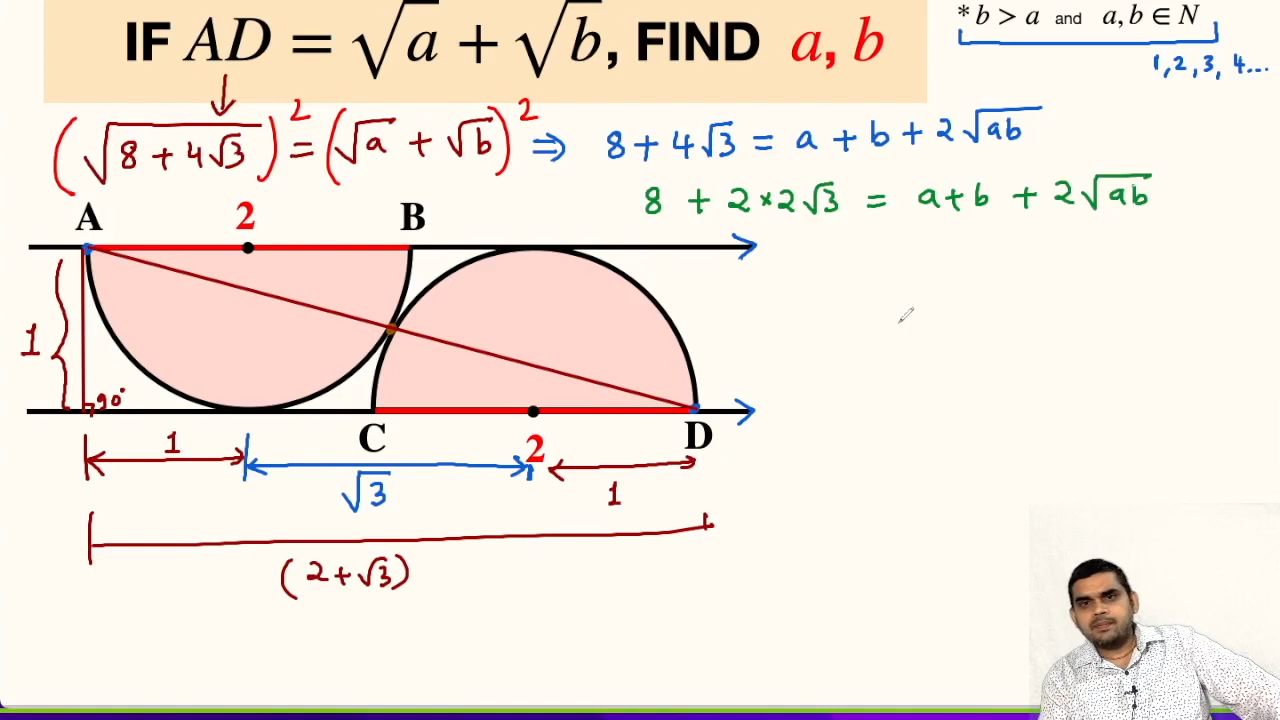 IF AD = √a + √b, FIND a, b
* b > a and a, b ∈ N
1, 2, 3, 4...
(√(8 + 4√3))² = (√a + √b)² ⇒ 8 + 4√3 = a + b + 2√ab
8 + 2×2√3 = a+b + 2√ab
A 2 B
1
90°
C 2 D
1 √3 1
(2+√3)